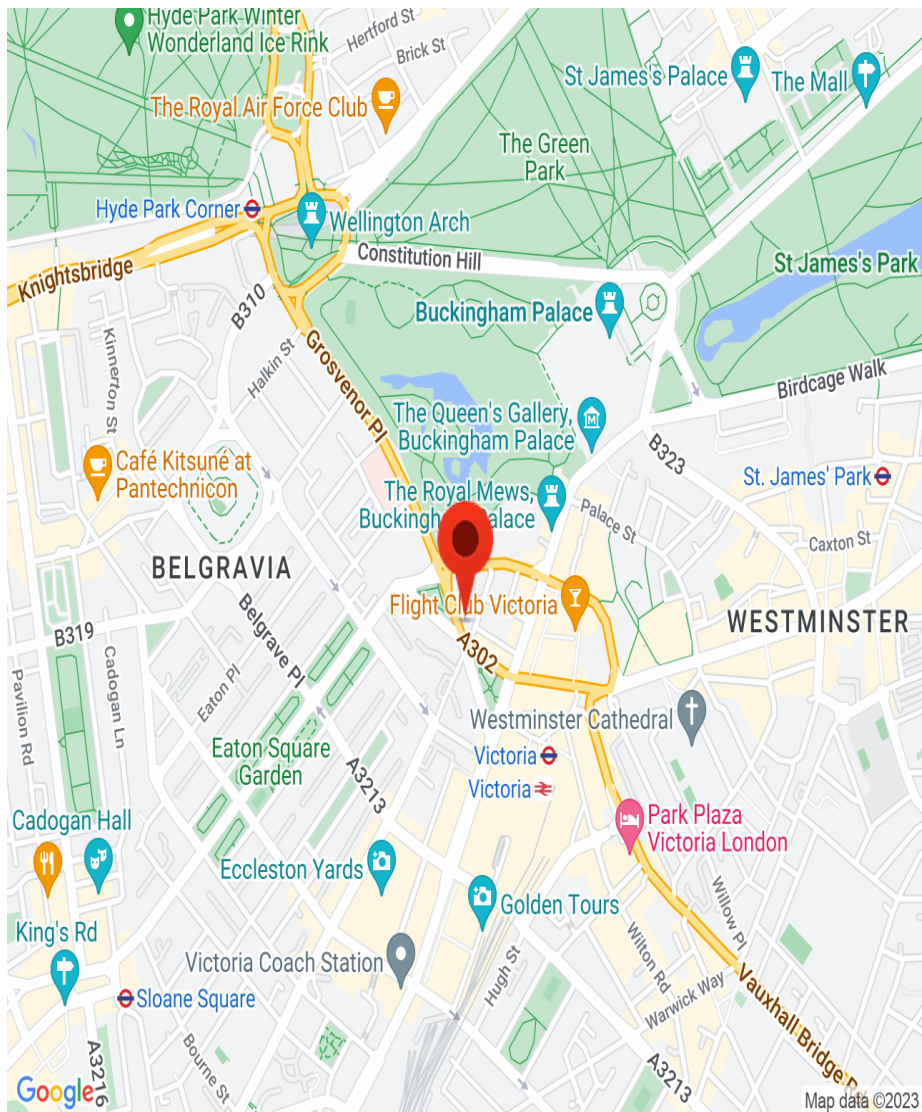 Hyde Park Winter
Wonderland Ice Rink
Hertford St
Brick St
St James's Palace
The Mall
The Royal Air Force Club
The Green
Park
Hyde Park Corner
Wellington Arch
Constitution Hill
St James's Park
Knightsbridge
B310
Buckingham Palace
Kinnerton St
Halkin St
Grosvenor Pl
Birdcage Walk
The Queen's Gallery,
Buckingham Palace
B323
Café Kitsuné at
Pantechnicon
St. James' Park
The Royal Mews,
Buckingham Palace
Palace St
Caxton St
BELGRAVIA
Flight Club Victoria
WESTMINSTER
B319
Belgrave Pl
A302
Cadogan Ln
Eaton Pl
Pavilion Rd
Westminster Cathedral
Eaton Square
Garden
Victoria
Victoria
A3213
Park Plaza
Victoria London
Cadogan Hall
Eccleston Yards
Golden Tours
Willow Pl
King's Rd
Victoria Coach Station
Hugh St
Wilton Rd
Warwick Way
Vauxhall Bridge
Sloane Square
Bourne St
A3216
A3213
Google
Map data ©2023